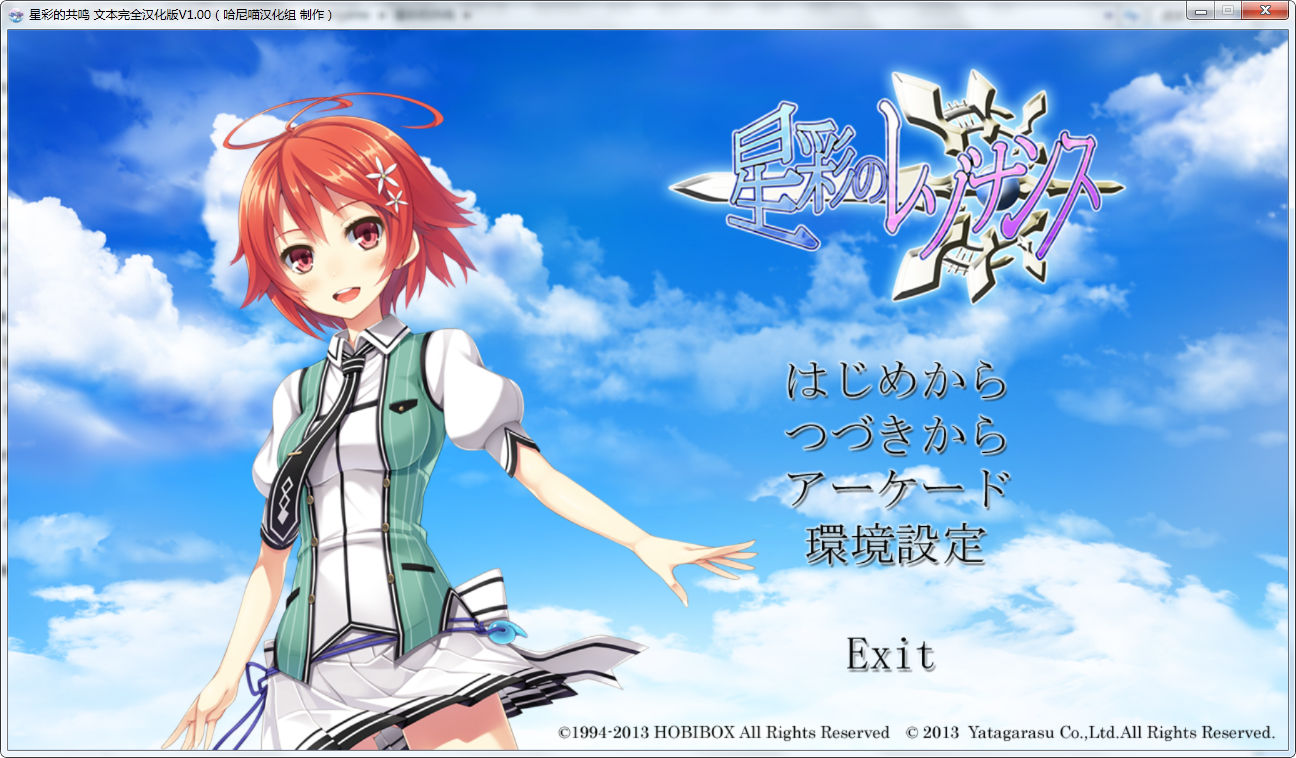 星彩的共鸣 文本完全汉化版V1.00（哈尼喵汉化组 制作）
星彩のレゾナンス
はじめから
つづきから
アーケード
環境設定
Exit
©1994-2013 HOBIBOX All Rights Reserved © 2013 Yatagarasu Co.,Ltd.All Rights Reserved.